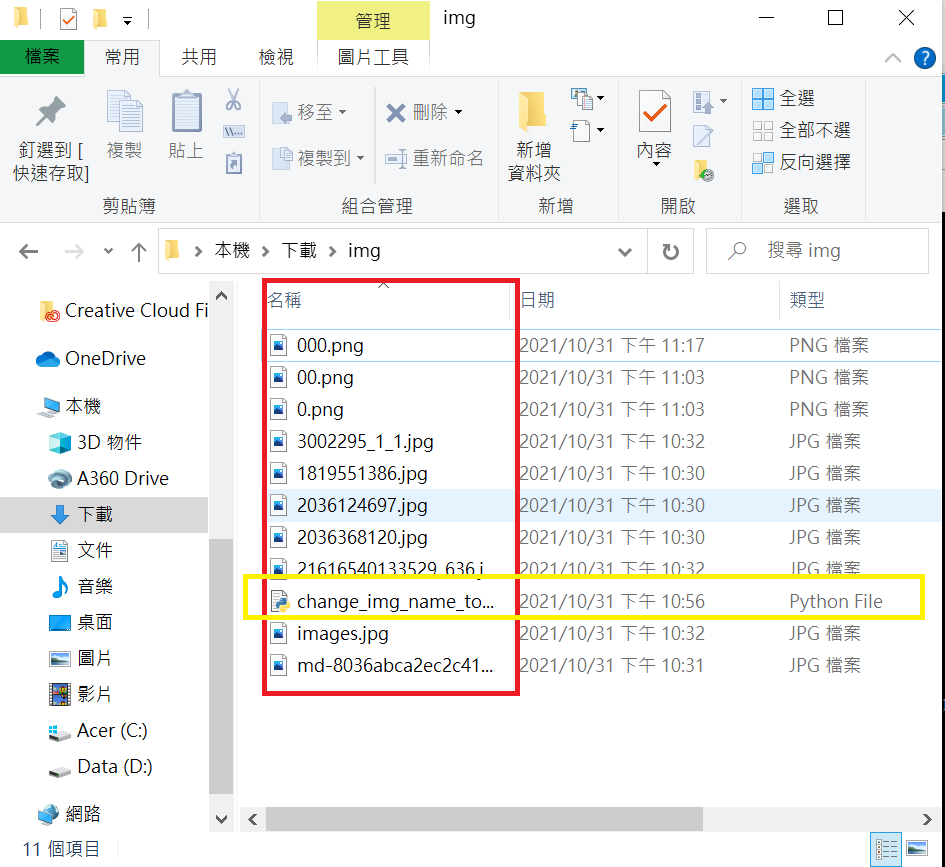 管理
img
檔案
常用
共用
檢視
圖片工具
釘選到 [
快速存取]
複製
貼上
移至
複製到
刪除
重新命名
新增
資料夾
內容
全選
全部不選
反向選擇
剪貼簿
組合管理
新增
開啟
選取
本機 下載 img
搜尋 img
名稱 日期 類型
Creative Cloud Fi
OneDrive
本機
3D 物件
A360 Drive
下載
文件
音樂
桌面
圖片
影片
Acer (C:)
Data (D:)
網路
000.png 2021/10/31 下午 11:17 PNG 檔案
00.png 2021/10/31 下午 11:03 PNG 檔案
0.png 2021/10/31 下午 11:03 PNG 檔案
3002295_1_1.jpg 2021/10/31 下午 10:32 JPG 檔案
1819551386.jpg 2021/10/31 下午 10:30 JPG 檔案
2036124697.jpg 2021/10/31 下午 10:30 JPG 檔案
2036368120.jpg 2021/10/31 下午 10:30 JPG 檔案
21616540133529_636.j 2021/10/31 下午 10:32 JPG 檔案
change_img_name_to... 2021/10/31 下午 10:56 Python File
images.jpg 2021/10/31 下午 10:32 JPG 檔案
md-8036abca2ec2c41... 2021/10/31 下午 10:31 JPG 檔案
11 個項目